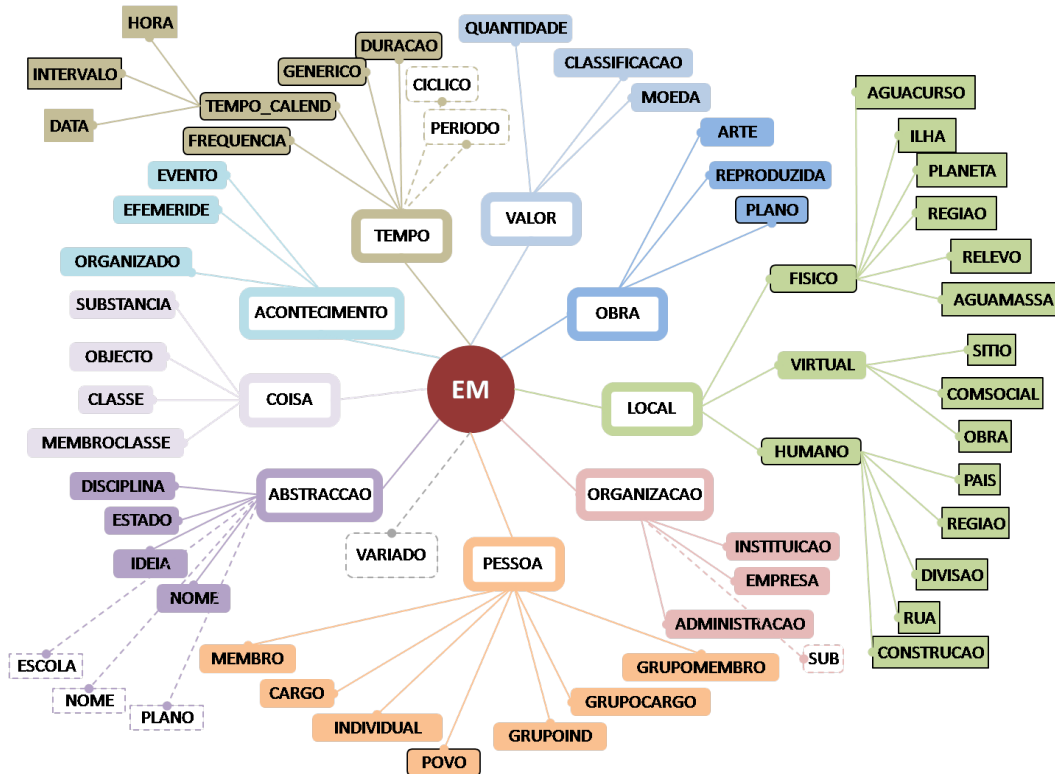 HORA
QUANTIDADE
DURACAO
CLASSIFICACAO
INTERVALO
GENERICO
CICLICO
MOEDA
AGUACURSO
DATA
TEMPO_CALEND
PERIODO
ARTE
ILHA
FREQUENCIA
PLANETA
EVENTO
REPRODUZIDA
EFEMERIDE
PLANO
REGIAO
TEMPO
VALOR
ORGANIZADO
RELEVO
FISICO
SUBSTANCIA
ACONTECIMENTO
OBRA
AGUAMASSA
OBJECTO
SITIO
VIRTUAL
EM
CLASSE
COISA
LOCAL
COMSOCIAL
MEMBROCLASSE
OBRA
HUMANO
DISCIPLINA
ABSTRACCAO
ORGANIZACAO
PAIS
ESTADO
REGIAO
INSTITUICAO
VARIADO
IDEIA
PESSOA
EMPRESA
DIVISAO
NOME
ADMINISTRACAO
RUA
MEMBRO
CONSTRUCAO
ESCOLA
GRUPOMEMBRO
SUB
CARGO
NOME
GRUPOCARGO
PLANO
INDIVIDUAL
GRUPOIND
POVO